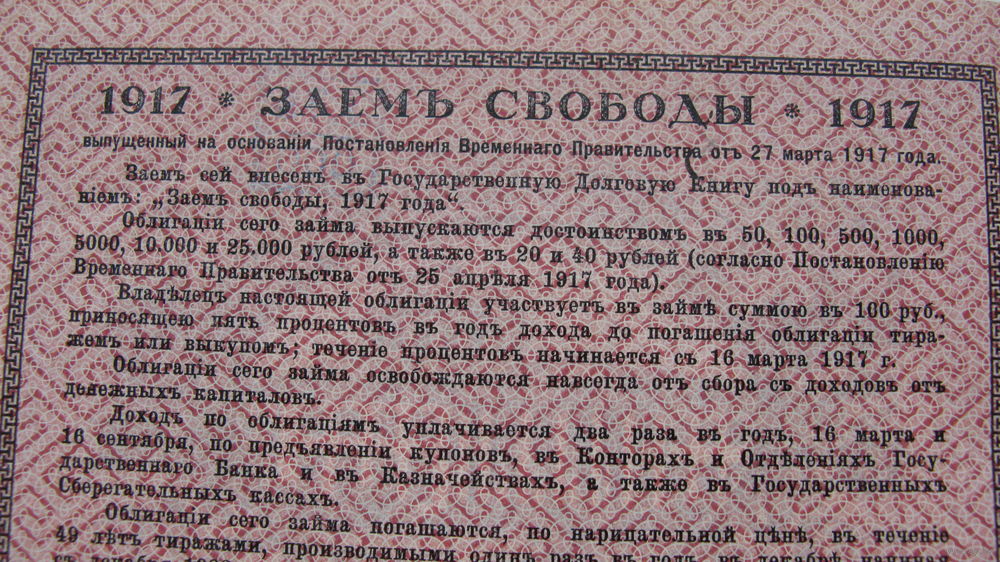 1917 * ЗАЕМЪ СВОБОДЫ * 1917
выпущенный на основаніи Постановленія Временнаго Правительства отъ 27 марта 1917 года.
Заемъ сей внесенъ въ Государственную Долговую Книгу подъ наименова-
ніемъ: „Заемъ свободы, 1917 года“.
Облигаціи сего займа выпускаются достоинствомъ въ 50, 100, 500, 1000,
5000, 10.000 и 25.000 рублей, а также въ 20 и 40 рублей (согласно Постановленію
Временнаго Правительства отъ 25 апрѣля 1917 года).
Владѣлецъ настоящей облигаціи участвуетъ въ займѣ суммою въ 100 руб.,
приносящею пять процентовъ въ годъ дохода до погашенія облигаціи тира-
жемъ или выкупомъ; теченіе процентовъ начинается съ 16 марта 1917 г.
Облигаціи сего займа освобождаются навсегда отъ сбора съ доходовъ отъ
денежныхъ капиталовъ.
Доходъ по облигаціямъ уплачивается два раза въ годъ, 16 марта и
16 сентября, по предъявленіи купоновъ, въ Конторахъ и Отдѣленіяхъ Госу-
дарственнаго Банка и въ Казначействахъ, а также въ Государственныхъ
Сберегательныхъ кассахъ.
Облигаціи сего займа погашаются, по нарицательной цѣнѣ, въ теченіе
49 лѣтъ тиражами, производимыми одинъ разъ въ годъ, въ декабрѣ, начиная